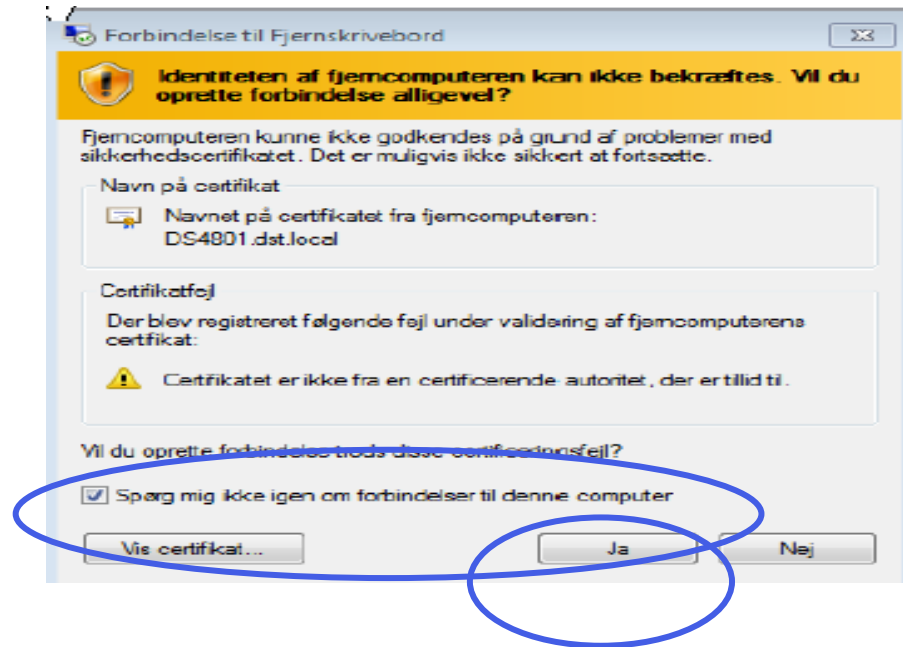 Forbindelse til Fjernskrivebord
Identiteten af fjerncomputeren kan ikke bekræftes. Vil du
oprette forbindelse alligevel?
Fjerncomputeren kunne ikke godkendes på grund af problemer med
sikkerhedscertifikatet. Det er muligvis ikke sikkert at fortsætte.
Navn på certifikat
Navnet på certifikatet fra fjerncomputeren:
DS4801.dst.local
Certifikatfejl
Der blev registreret følgende fejl under validering af fjerncomputerens
certifikat:
Certifikatet er ikke fra en certificerende autoritet, der er tillid til.
Vil du oprette forbindelse trods disse certificeringsfejl?
Spørg mig ikke igen om forbindelser til denne computer
Vis certifikat...
Ja
Nej